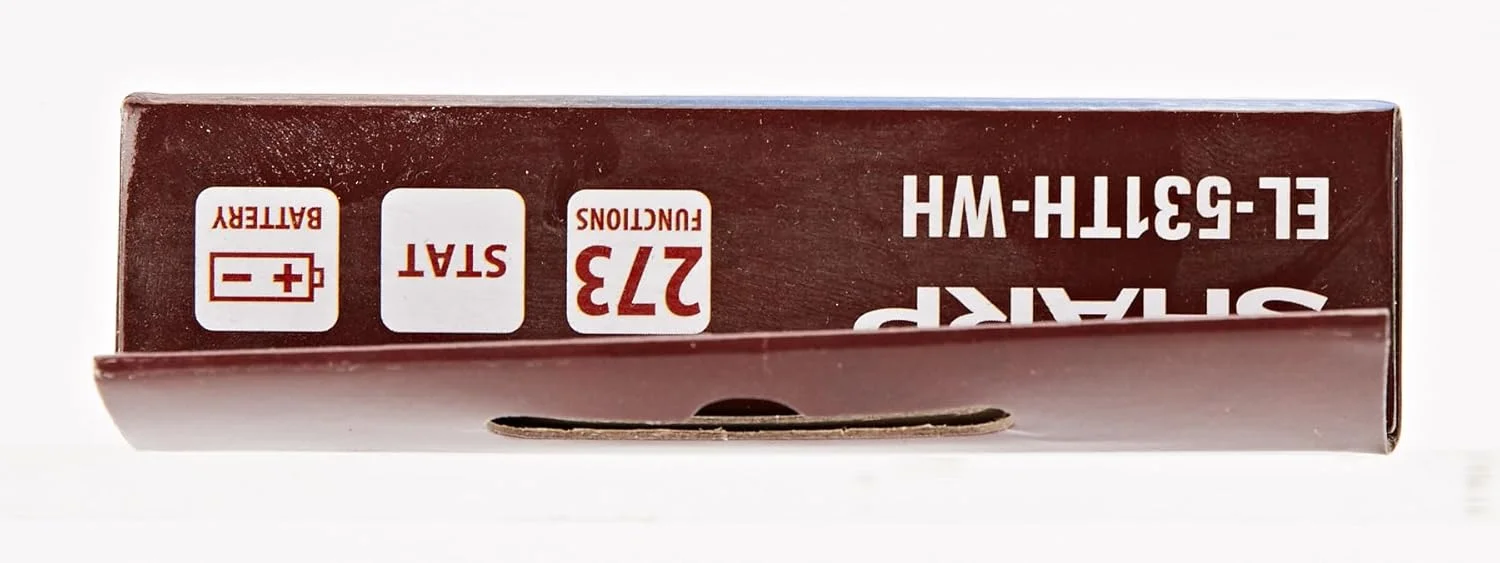 SHARP
EL-531TH-WH
273
FUNCTIONS
STAT
BATTERY